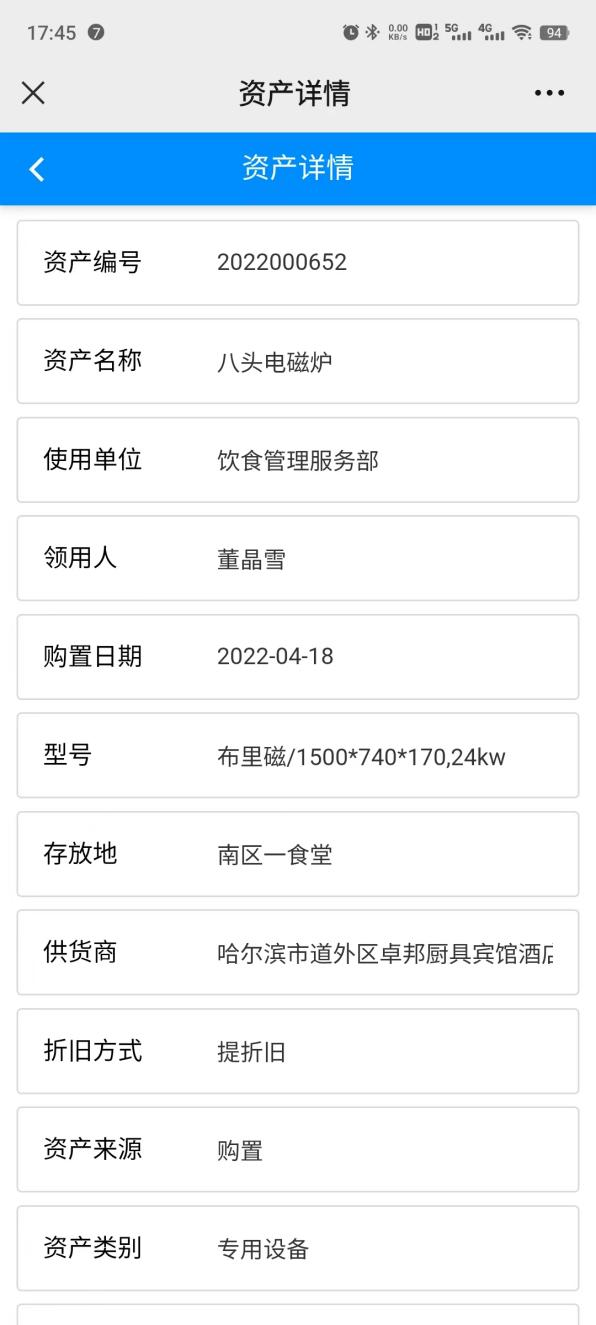 17:45 7 0.00 KB/s HD 1 2 5G 4G 94
资产详情
资产详情
资产编号 2022000652
资产名称 八头电磁炉
使用单位 饮食管理服务部
领用人 董晶雪
购置日期 2022-04-18
型号 布里磁/1500*740*170,24kw
存放地 南区一食堂
供货商 哈尔滨市道外区卓邦厨具宾馆酒店
折旧方式 提折旧
资产来源 购置
资产类别 专用设备